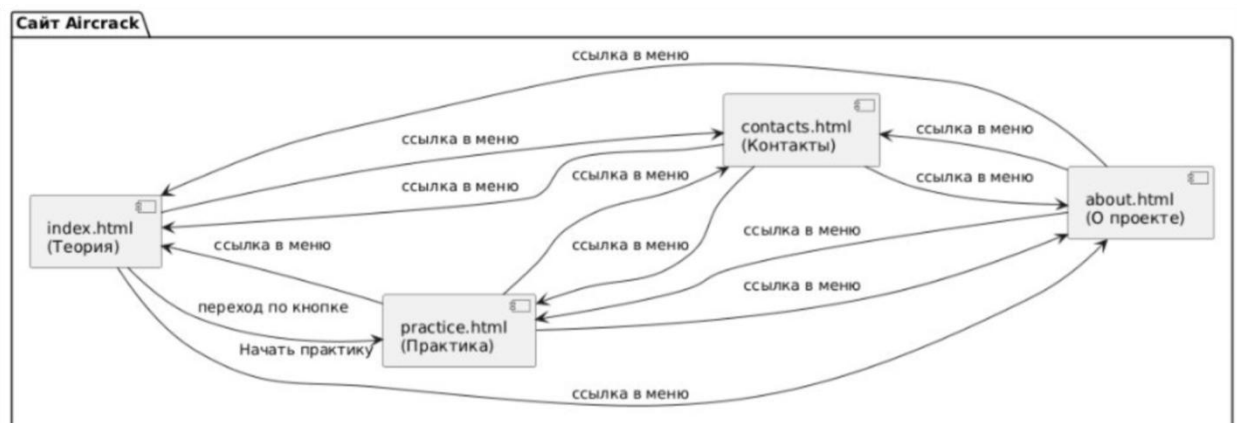 Сайт Aircrack
ссылка в меню
contacts.html
(Контакты)
ссылка в меню
ссылка в меню
ссылка в меню
ссылка в меню
ссылка в меню
about.html
(О проекте)
index.html
(Теория)
ссылка в меню
ссылка в меню
ссылка в меню
ссылка в меню
переход по кнопке
Начать практику
practice.html
(Практика)
ссылка в меню